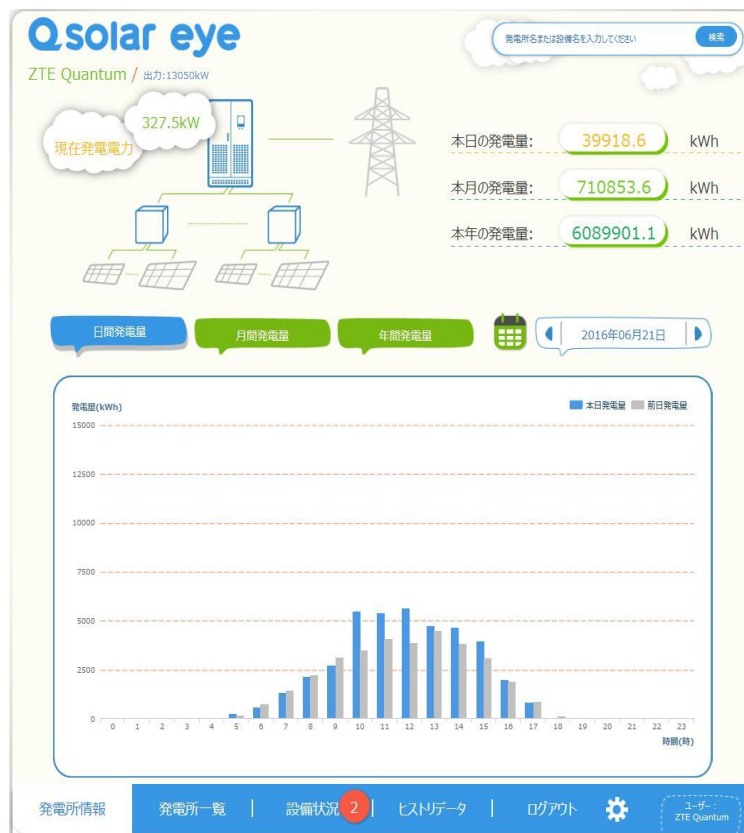 Qsolar eye
発電所名または設備名を入力してください
検索
ZTE Quantum / 出力:13050kW
現在発電電力
327.5kW
本日の発電量: 39918.6 kWh
本月の発電量: 710853.6 kWh
本年の発電量: 6089901.1 kWh
日間発電量
月間発電量
年間発電量
2016年06月21日
発電量(kWh)
本日発電量 前日発電量
15000
12500
10000
7500
5000
2500
0
0 1 2 3 4 5 6 7 8 9 10 11 12 13 14 15 16 17 18 19 20 21 22 23
時間(時)
発電所情報
発電所一覧
設備状況 2
ヒストリデータ
ログアウト
ユーザー：
ZTE Quantum